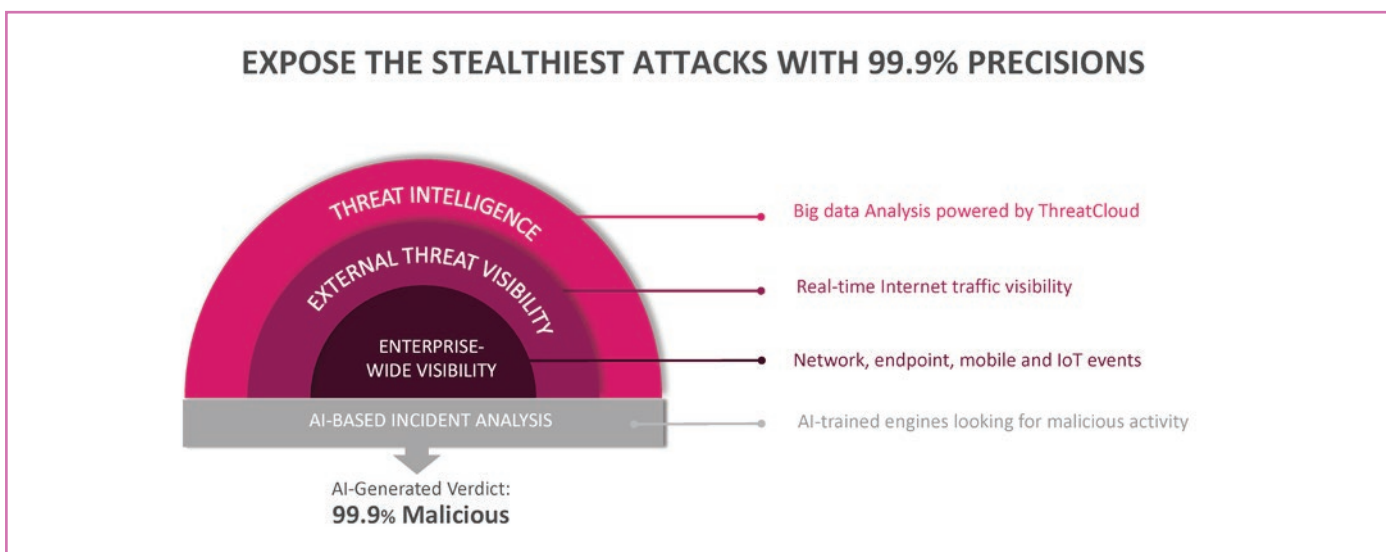 EXPOSE THE STEALTHIEST ATTACKS WITH 99.9% PRECISIONS
THREAT INTELLIGENCE
Big data Analysis powered by ThreatCloud
EXTERNAL THREAT VISIBILITY
Real-time Internet traffic visibility
ENTERPRISE-
WIDE VISIBILITY
Network, endpoint, mobile and IoT events
AI-BASED INCIDENT ANALYSIS
AI-trained engines looking for malicious activity
AI-Generated Verdict:
99.9% Malicious